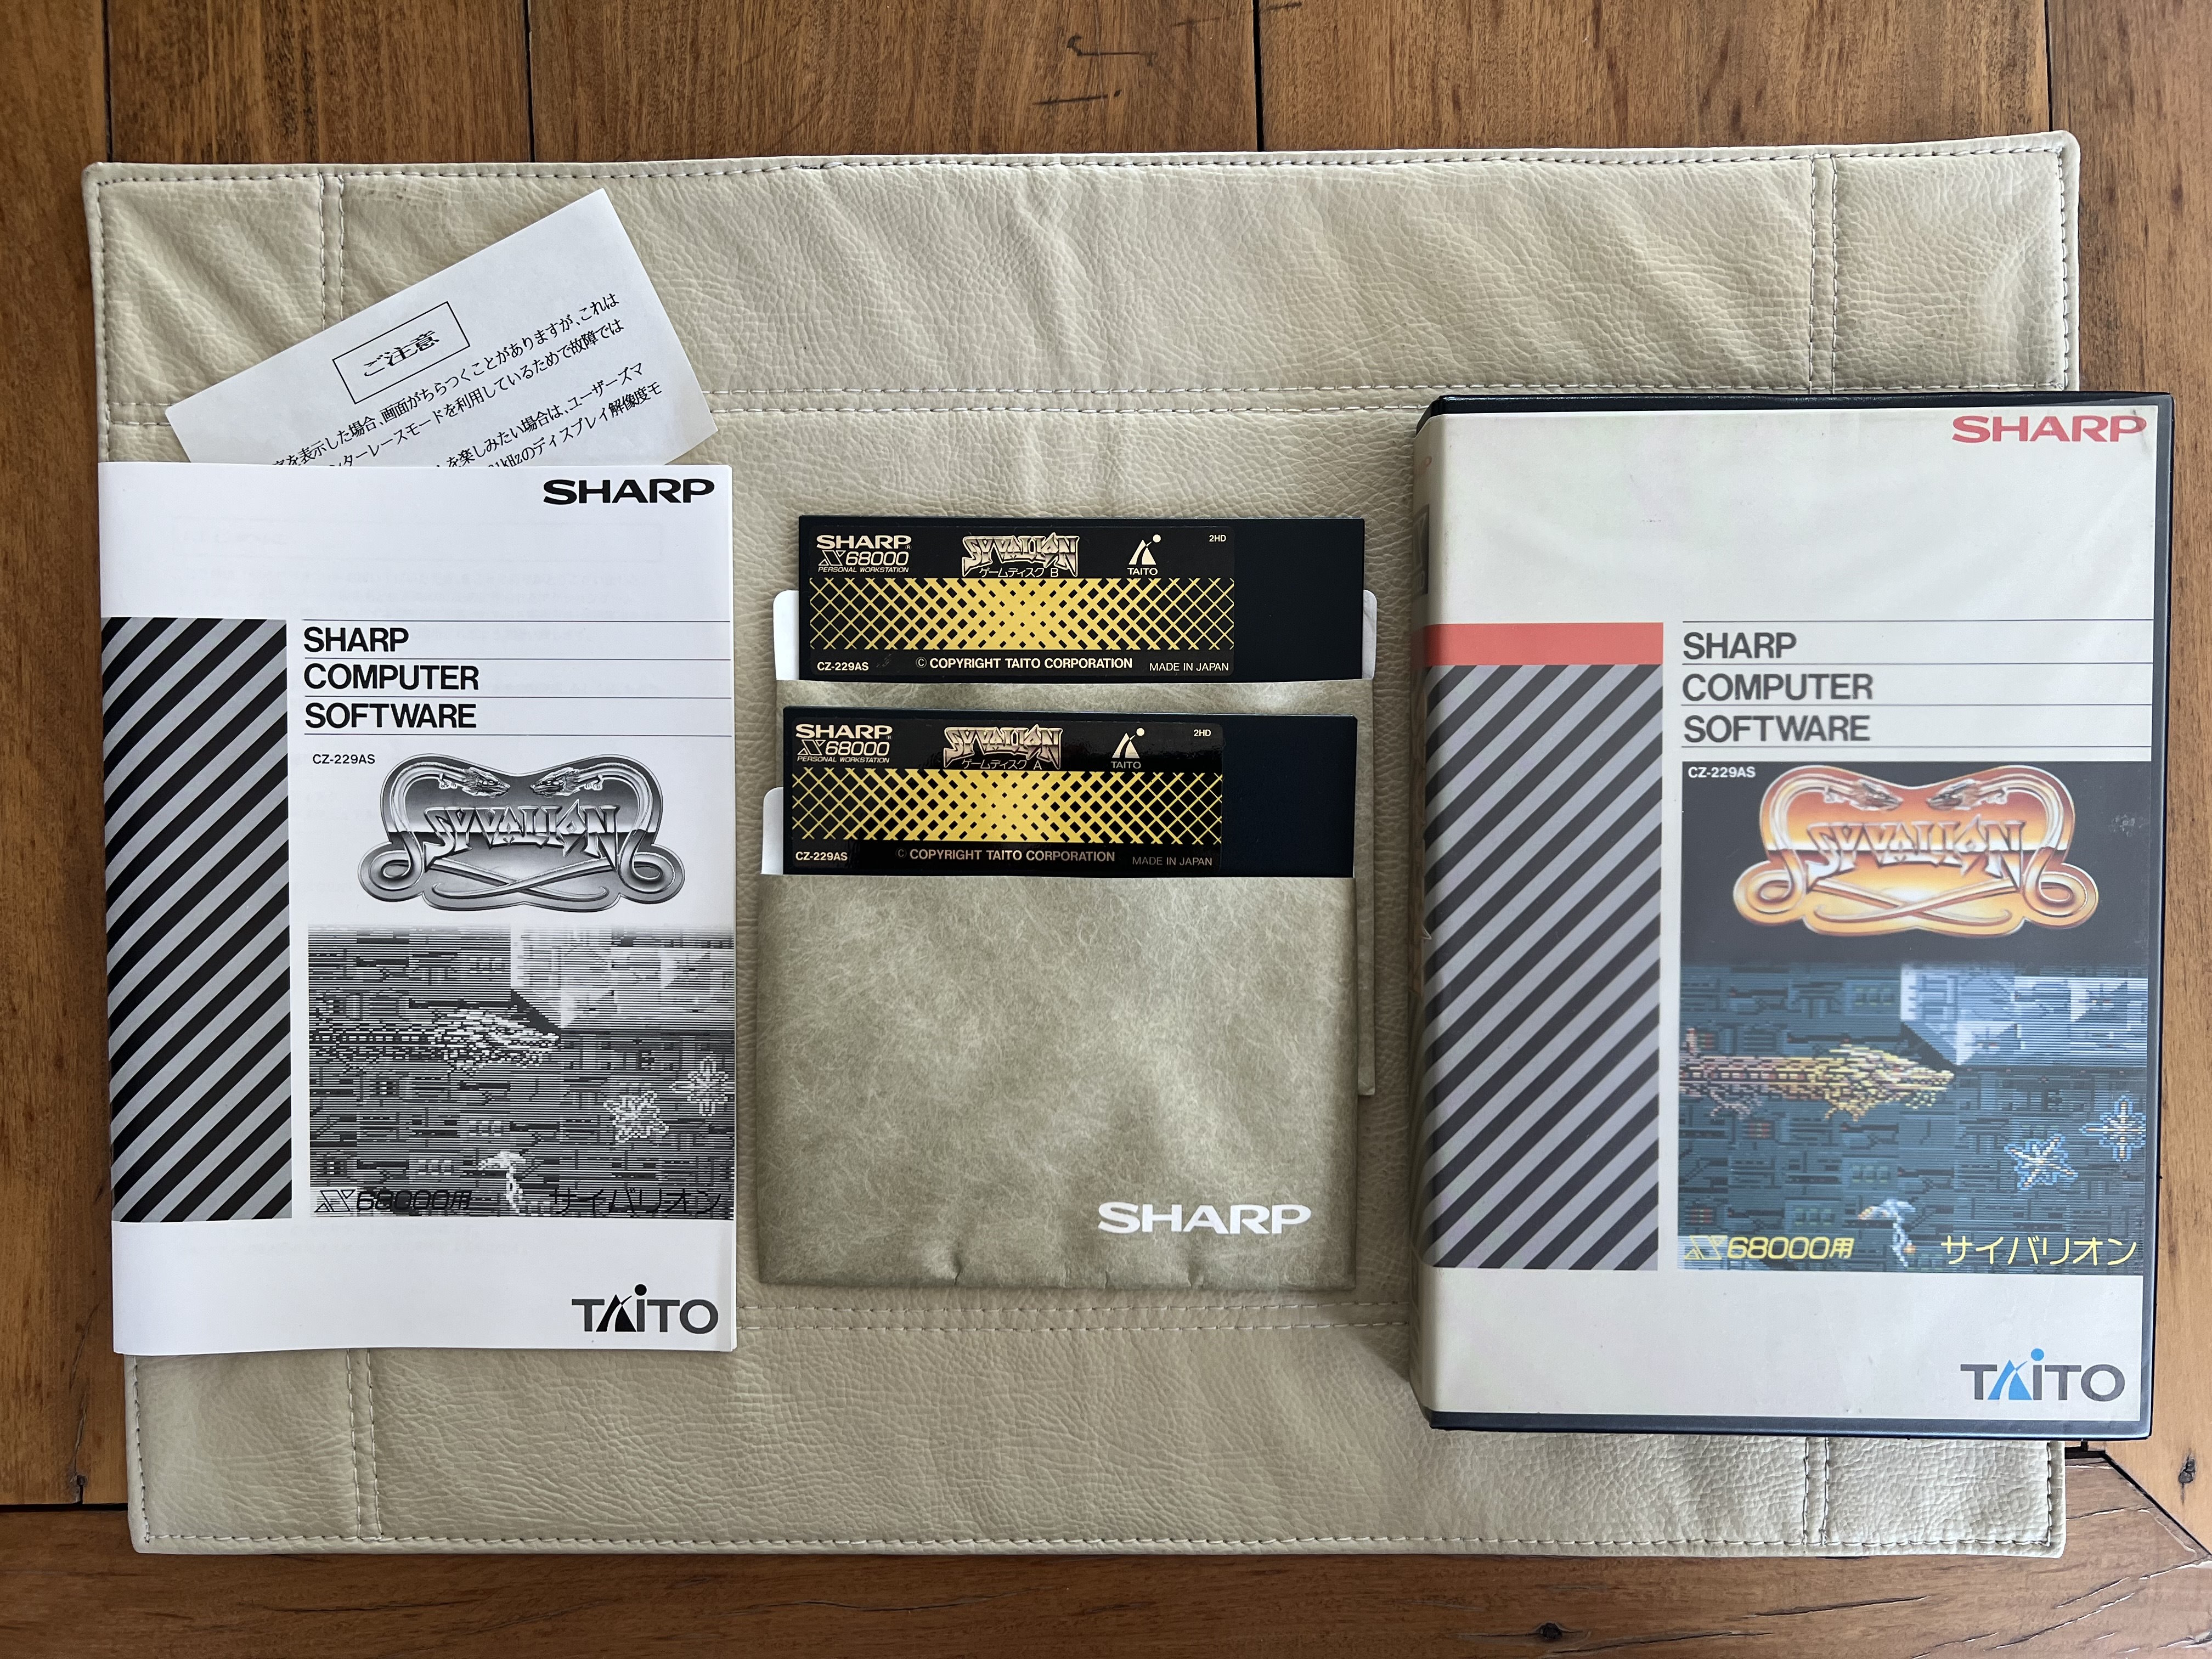 ご注意
を表示した場合、画面がちらつくことがありますが、これは
ターレースモードを利用しているためで故障では
を楽しみたい場合は、ユーザーズマ
kHzのディスプレイ解像度モ
SHARP
SHARP
COMPUTER
SOFTWARE
CZ-229AS
SYVALION
X68000用
サイバリオン
TAITO
SHARP
X68000
PERSONAL WORKSTATION
SYVALION
ゲームディスク B
TAITO
2HD
CZ-229AS
© COPYRIGHT TAITO CORPORATION
MADE IN JAPAN
SHARP
X68000
PERSONAL WORKSTATION
SYVALION
ゲームディスク A
TAITO
2HD
CZ-229AS
© COPYRIGHT TAITO CORPORATION
MADE IN JAPAN
SHARP
SHARP
SHARP
COMPUTER
SOFTWARE
CZ-229AS
SYVALION
X68000用
サイバリオン
TAITO